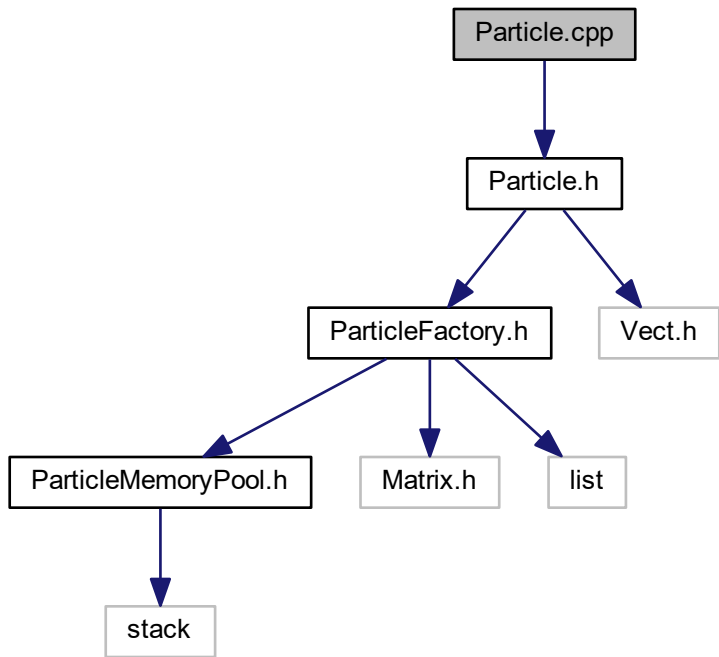 Particle.cpp
Particle.h
ParticleFactory.h
Vect.h
ParticleMemoryPool.h
Matrix.h
list
stack